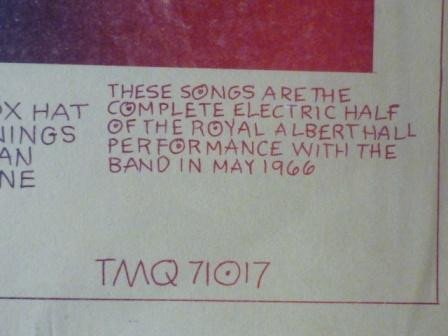 OX HAT
NINGS
AN
NE
THESE SONGS ARE THE
COMPLETE ELECTRIC HALF
OF THE ROYAL ALBERT HALL
PERFORMANCE WITH THE
BAND IN MAY 1966
TMQ 71017